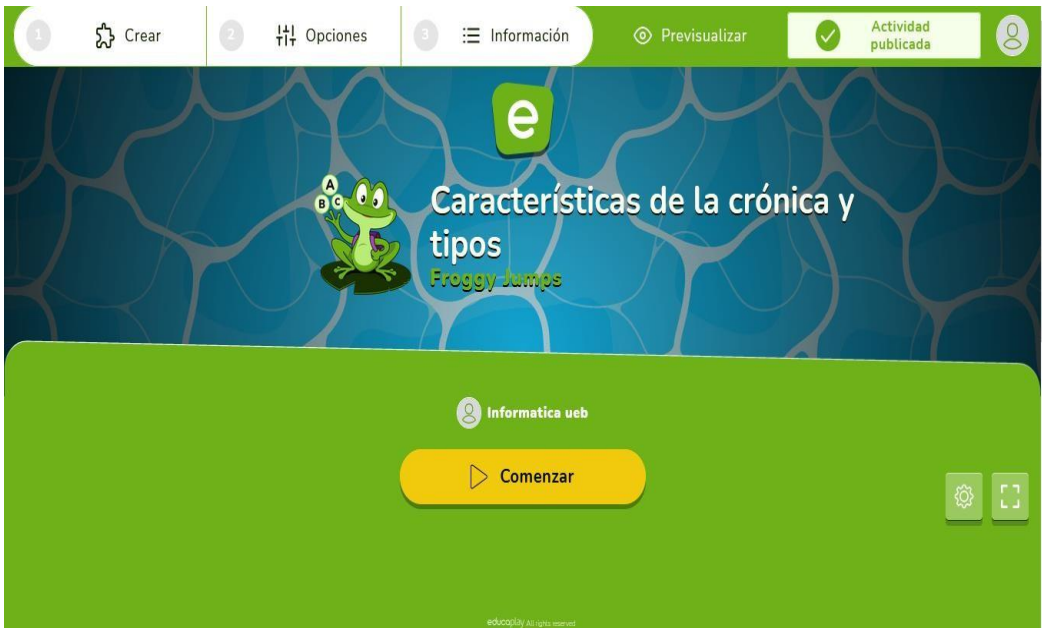 1 Crear 2 Opciones 3 Información Previsualizar Actividad
publicada
e
A
B C
Características de la crónica y
tipos
Froggy Jumps
Informatica ueb
Comenzar
educaplay All rights reserved